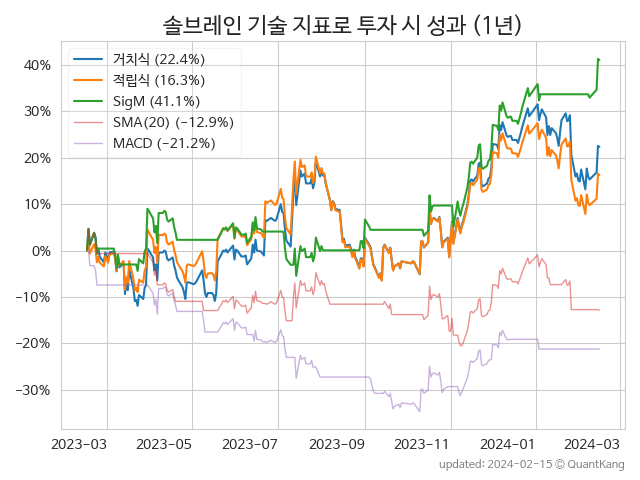 솔브레인 기술 지표로 투자 시 성과 (1년)
거치식 (22.4%)
적립식 (16.3%)
SigM (41.1%)
SMA(20) (−12.9%)
MACD (−21.2%)
40%
30%
20%
10%
0%
−10%
−20%
−30%
2023-03 2023-05 2023-07 2023-09 2023-11 2024-01 2024-03
updated: 2024-02-15 © QuantKang